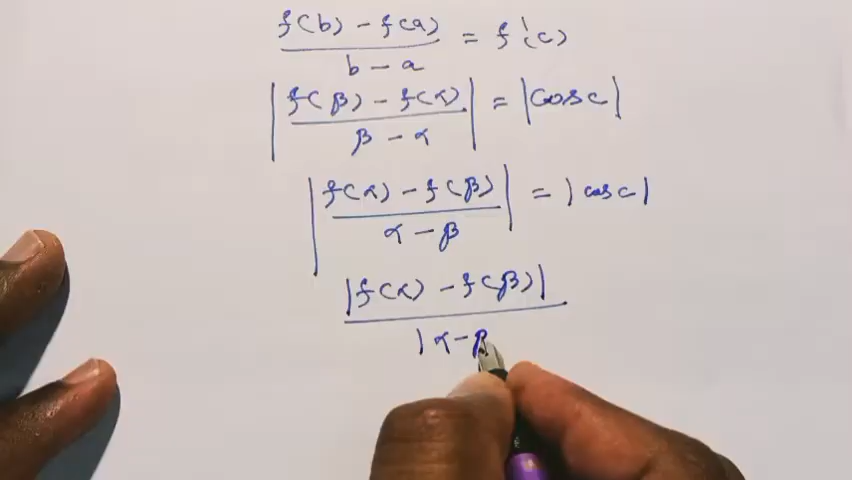 f(b) - f(a) / b - a = f'(c)
|f(β) - f(α) / β - α| = |cos c|
|f(α) - f(β) / α - β| = |cos c|
|f(α) - f(β)| / |α - β